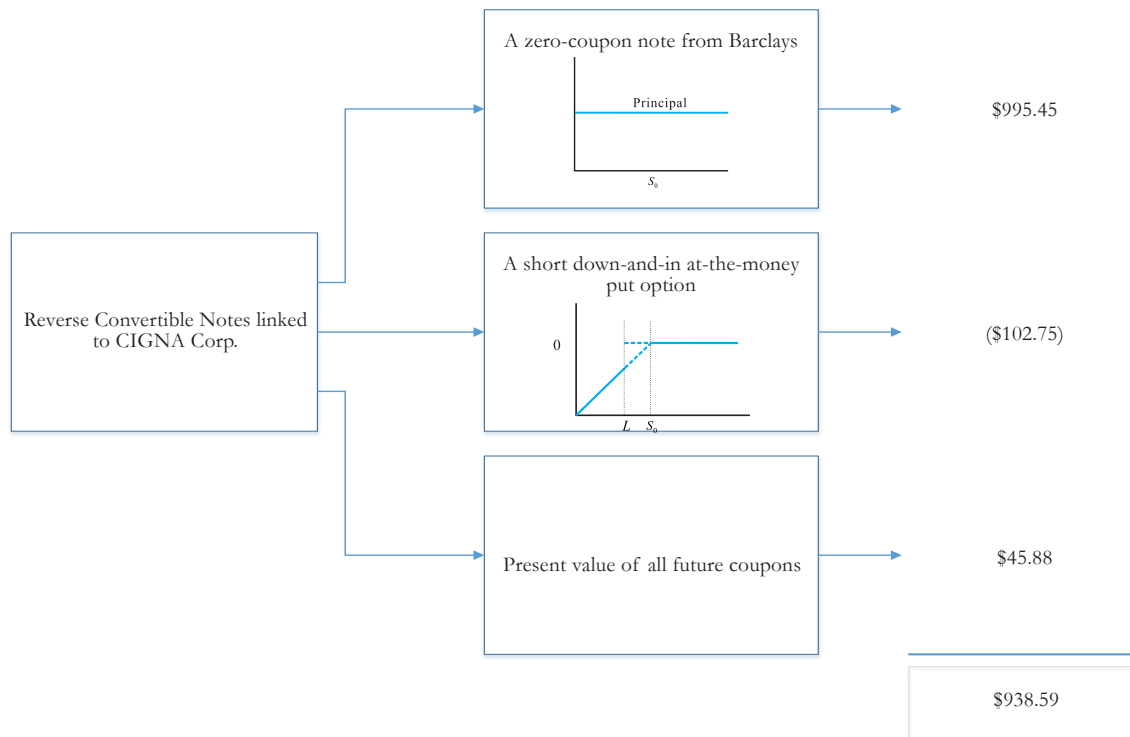 A zero-coupon note from Barclays
Principal
S₀
$995.45
Reverse Convertible Notes linked
to CIGNA Corp.
A short down-and-in at-the-money
put option
0
L S₀
($102.75)
Present value of all future coupons
$45.88
$938.59